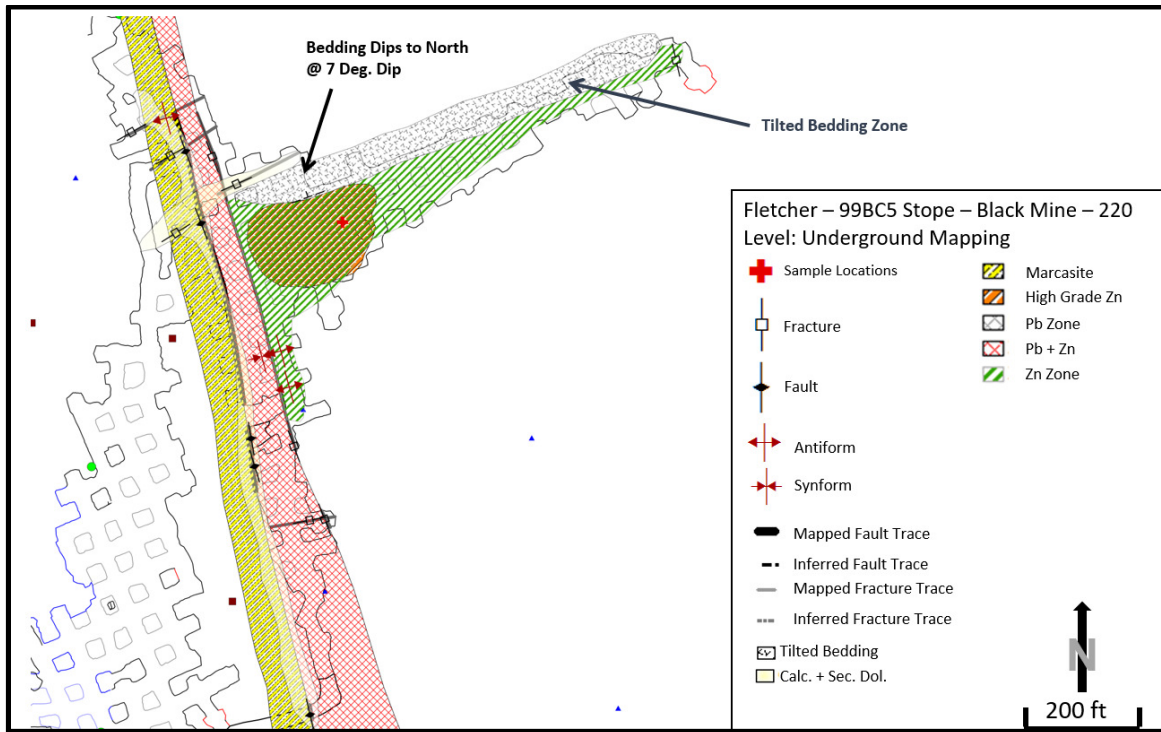 Bedding Dips to North
@ 7 Deg. Dip
Tilted Bedding Zone
Fletcher – 99BC5 Stope – Black Mine – 220
Level: Underground Mapping
Sample Locations
Fracture
Fault
Antiform
Synform
Mapped Fault Trace
Inferred Fault Trace
Mapped Fracture Trace
Inferred Fracture Trace
Tilted Bedding
Calc. + Sec. Dol.
Marcasite
High Grade Zn
Pb Zone
Pb + Zn
Zn Zone
N
200 ft